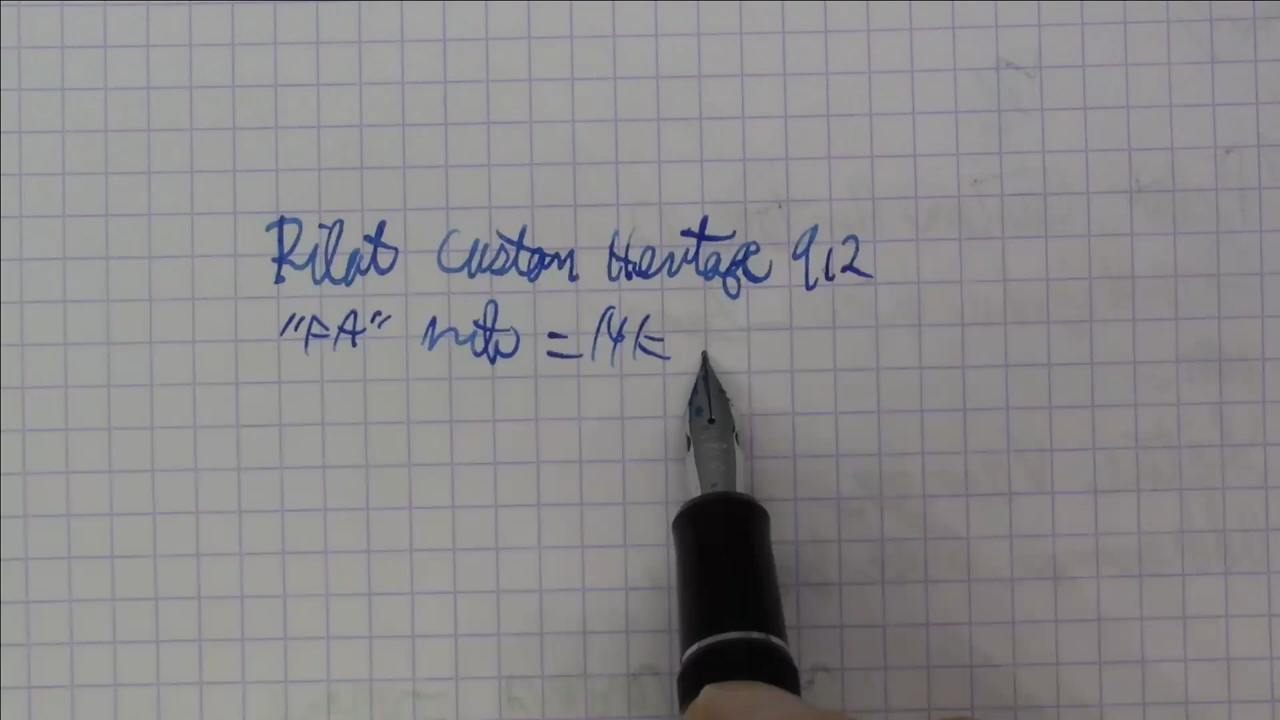 Pilot Custom Heritage 912
"FA" nib = 14K